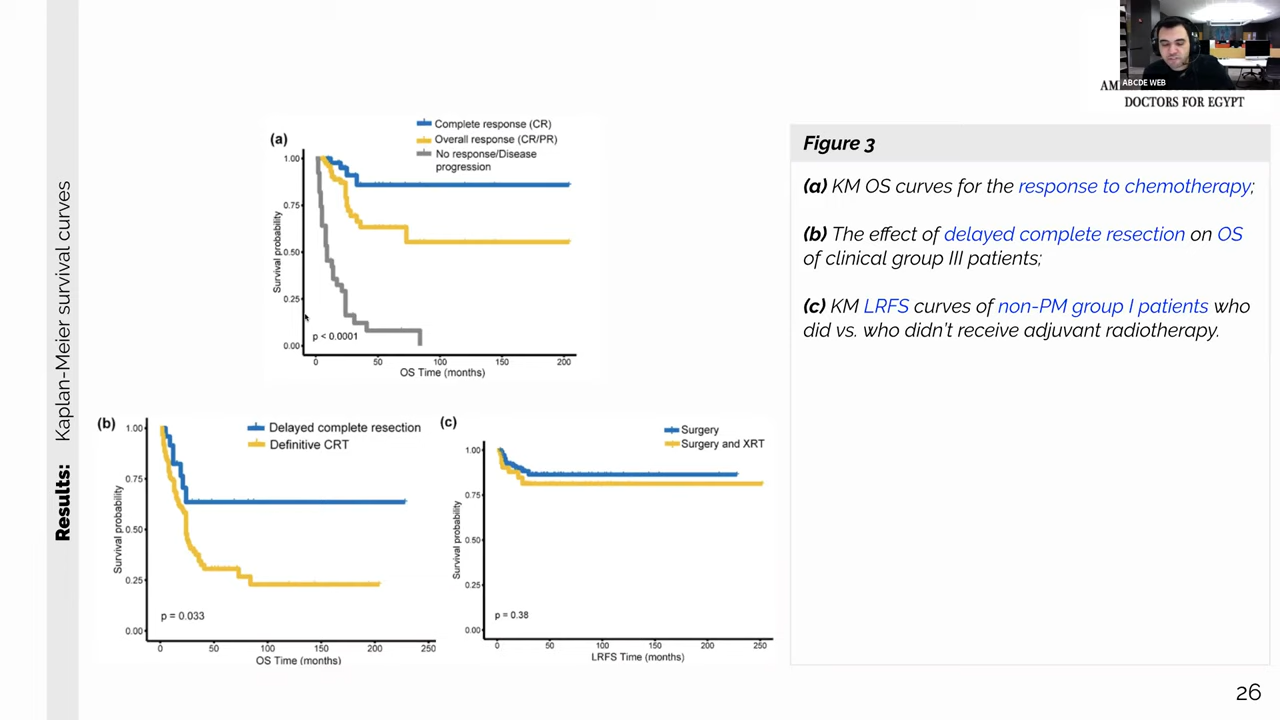 ABCDE WEB
DOCTORS FOR EGYPT
Results: Kaplan-Meier survival curves
(a)
Complete response (CR)
Overall response (CR/PR)
No response/Disease
progression
Survival probability
1.00
0.75
0.50
0.25
0.00
p < 0.0001
0 50 100 150 200
OS Time (months)
(b)
Delayed complete resection
Definitive CRT
Survival probability
1.00
0.75
0.50
0.25
0.00
p = 0.033
0 50 100 150 200 250
OS Time (months)
(c)
Surgery
Surgery and XRT
Survival probability
1.00
0.75
0.50
0.25
0.00
p = 0.38
0 50 100 150 200 250
LRFS Time (months)
Figure 3
(a) KM OS curves for the response to chemotherapy;
(b) The effect of delayed complete resection on OS
of clinical group III patients;
(c) KM LRFS curves of non-PM group I patients who
did vs. who didn't receive adjuvant radiotherapy.
26